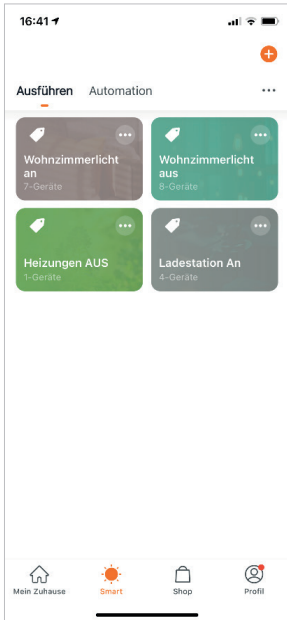 16:41
Ausführen Automation
Wohnzimmerlicht
an
7-Geräte
Wohnzimmerlicht
aus
8-Geräte
Heizungen AUS
1-Geräte
Ladestation An
4-Geräte
Mein Zuhause Smart Shop Profil